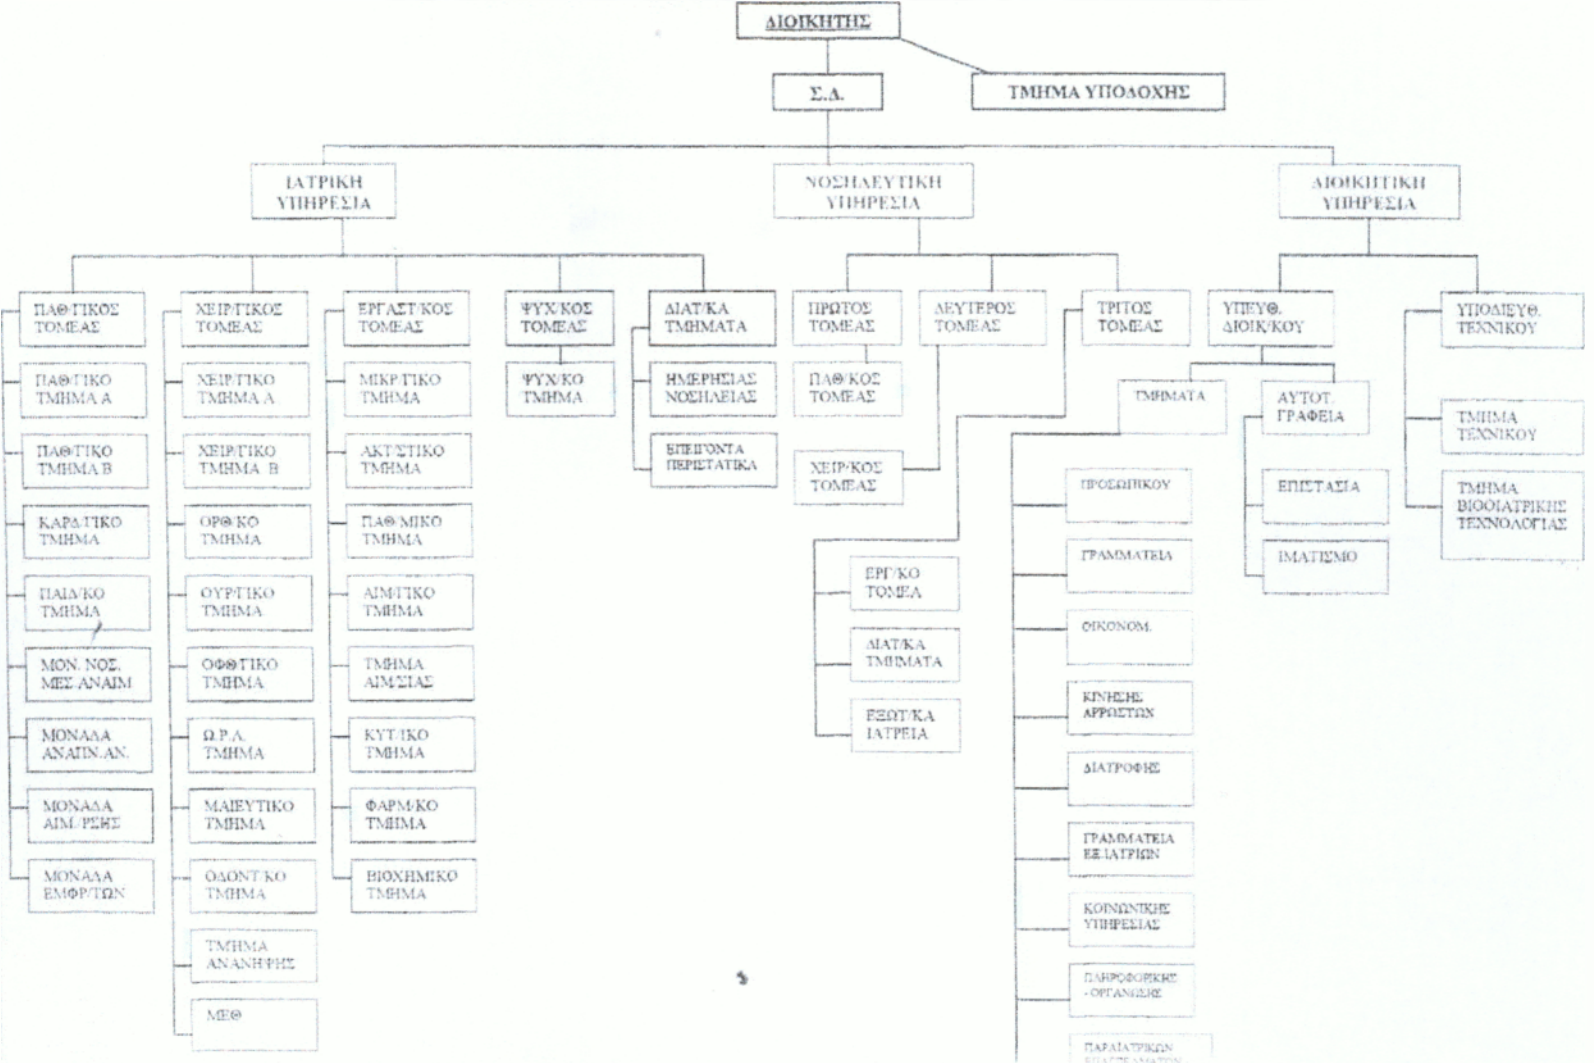 ΔΙΟΙΚΗΤΗΣ
Σ.Δ.
ΤΜΗΜΑ ΥΠΟΔΟΧΗΣ
ΙΑΤΡΙΚΗ
ΥΠΗΡΕΣΙΑ
ΝΟΣΗΛΕΥΤΙΚΗ
ΥΠΗΡΕΣΙΑ
ΔΙΟΙΚΗΤΙΚΗ
ΥΠΗΡΕΣΙΑ
ΠΑΘ/ΓΙΚΟΣ
ΤΟΜΕΑΣ
ΠΑΘ/ΓΙΚΟ
ΤΜΗΜΑ Α
ΠΑΘ/ΓΙΚΟ
ΤΜΗΜΑ Β
ΚΑΡΔ/ΓΙΚΟ
ΤΜΗΜΑ
ΠΑΙΔ/ΚΟ
ΤΜΗΜΑ
ΜΟΝ. ΝΟΣ.
ΜΕΣ.ΑΝΑΙΜ
ΜΟΝΑΔΑ
ΑΝΑΠΝ.ΑΝ.
ΜΟΝΑΔΑ
ΑΙΜ./ΡΣΗΣ
ΜΟΝΑΔΑ
ΕΜΦΡ/ΤΩΝ
ΧΕΙΡ/ΓΙΚΟΣ
ΤΟΜΕΑΣ
ΧΕΙΡ/ΓΙΚΟ
ΤΜΗΜΑ Α
ΧΕΙΡ/ΓΙΚΟ
ΤΜΗΜΑ Β
ΟΡΘ/ΚΟ
ΤΜΗΜΑ
ΟΥΡ/ΓΙΚΟ
ΤΜΗΜΑ
ΟΦΘ/ΓΙΚΟ
ΤΜΗΜΑ
Ω.Ρ.Λ.
ΤΜΗΜΑ
ΜΑΙΕΥΤΙΚΟ
ΤΜΗΜΑ
ΟΔΟΝΤ/ΚΟ
ΤΜΗΜΑ
ΤΜΗΜΑ
ΑΝΑΝΗΨΗΣ
ΜΕΘ
ΕΡΓΑΣΤ/ΚΟΣ
ΤΟΜΕΑΣ
ΜΙΚΡ/ΓΙΚΟ
ΤΜΗΜΑ
ΑΚΤ/ΣΤΙΚΟ
ΤΜΗΜΑ
ΠΑΘ/ΜΙΚΟ
ΤΜΗΜΑ
ΑΙΜ/ΓΙΚΟ
ΤΜΗΜΑ
ΤΜΗΜΑ
ΑΙΜ/ΣΙΑΣ
ΚΥΤ/ΙΚΟ
ΤΜΗΜΑ
ΦΑΡΜ/ΚΟ
ΤΜΗΜΑ
ΒΙΟΧΗΜΙΚΟ
ΤΜΗΜΑ
ΨΥΧ/ΚΟΣ
ΤΟΜΕΑΣ
ΨΥΧ/ΚΟ
ΤΜΗΜΑ
ΔΙΑΤ/ΚΑ
ΤΜΗΜΑΤΑ
ΗΜΕΡΗΣΙΑΣ
ΝΟΣΗΛΕΙΑΣ
ΕΠΕΙΓΟΝΤΑ
ΠΕΡΙΣΤΑΤΙΚΑ
ΠΡΩΤΟΣ
ΤΟΜΕΑΣ
ΠΑΘ/ΚΟΣ
ΤΟΜΕΑΣ
ΔΕΥΤΕΡΟΣ
ΤΟΜΕΑΣ
ΧΕΙΡ/ΚΟΣ
ΤΟΜΕΑΣ
ΤΡΙΤΟΣ
ΤΟΜΕΑΣ
ΕΡΓ/ΚΟ
ΤΟΜΕΑ
ΔΙΑΤ/ΚΑ
ΤΜΗΜΑΤΑ
ΕΞΩΤ/ΚΑ
ΙΑΤΡΕΙΑ
ΥΠΕΥΘ.
ΔΙΟΙΚ/ΚΟΥ
ΤΜΗΜΑΤΑ
ΠΡΟΣΩΠΙΚΟΥ
ΓΡΑΜΜΑΤΕΙΑ
ΟΙΚΟΝΟΜ.
ΚΙΝΗΣΗΣ
ΑΡΡΩΣΤΩΝ
ΔΙΑΤΡΟΦΗΣ
ΓΡΑΜΜΑΤΕΙΑ
ΕΞ.ΙΑΤΡΙΩΝ
ΚΟΙΝΩΝΙΚΗΣ
ΥΠΗΡΕΣΙΑΣ
ΠΛΗΡΟΦΟΡΙΚΗΣ
- ΟΡΓΑΝΩΣΗΣ
ΠΑΡΑΙΑΤΡΙΚΩΝ
ΑΥΤΟΤ.
ΓΡΑΦΕΙΑ
ΕΠΙΣΤΑΣΙΑ
ΙΜΑΤΙΣΜΟ
ΥΠΟΔΙΕΥΘ.
ΤΕΧΝΙΚΟΥ
ΤΜΗΜΑ
ΤΕΧΝΙΚΟΥ
ΤΜΗΜΑ
ΒΙΟΟΙΑΤΡΙΚΗΣ
ΤΕΧΝΟΛΟΓΙΑΣ